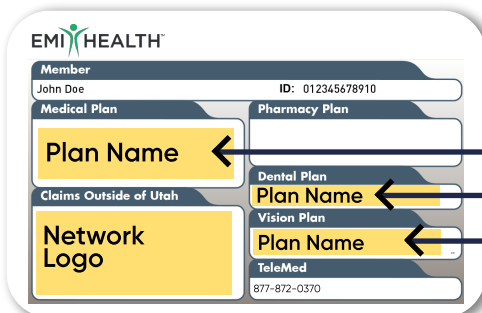 EMI HEALTH™
Member
John Doe ID: 012345678910
Medical Plan
Plan Name
Pharmacy Plan
Dental Plan
Plan Name
Claims Outside of Utah
Network
Logo
Vision Plan
Plan Name
TeleMed
877-872-0370